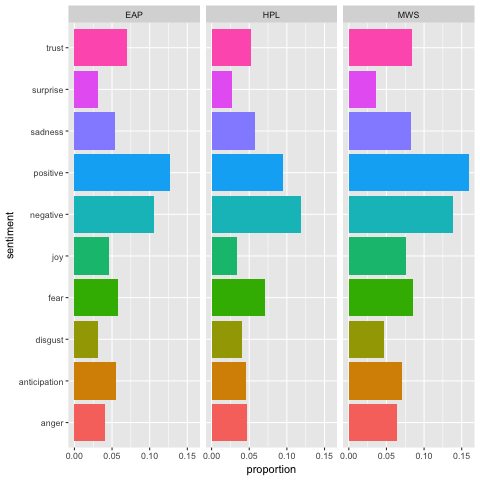 EAP HPL MWS
trust
surprise
sadness
positive
negative
joy
fear
disgust
anticipation
anger
sentiment
0.00 0.05 0.10 0.15 0.00 0.05 0.10 0.15 0.00 0.05 0.10 0.15
proportion